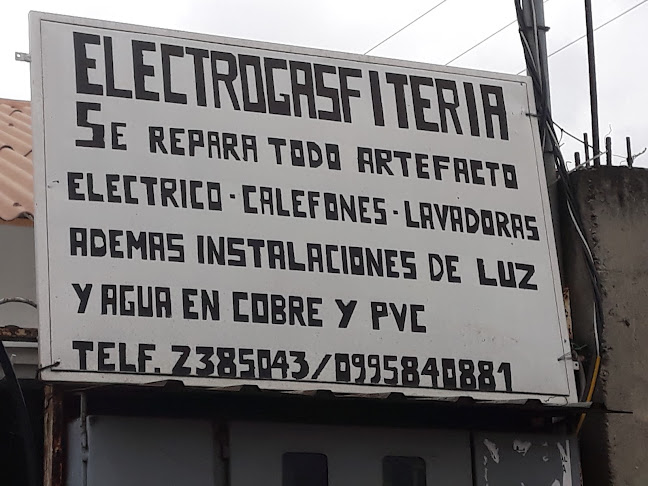 ELECTROGASFITERIA
SE REPARA TODO ARTEFACTO
ELECTRICO - CALEFONES - LAVADORAS
ADEMAS INSTALACIONES DE LUZ
Y AGUA EN COBRE Y PVC
TELF. 2385043/0995840881